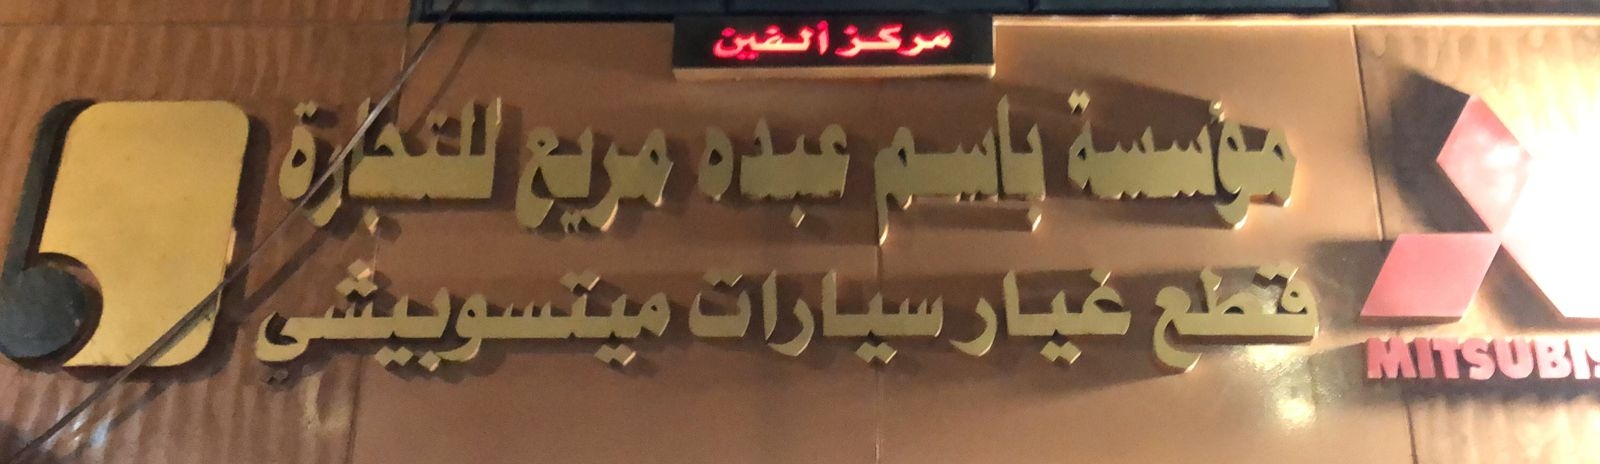 مركز ألفين
مؤسسة باسم عبده مريع للتجارة
قطع غيار سيارات ميتسوبيشي
MITSUBIS